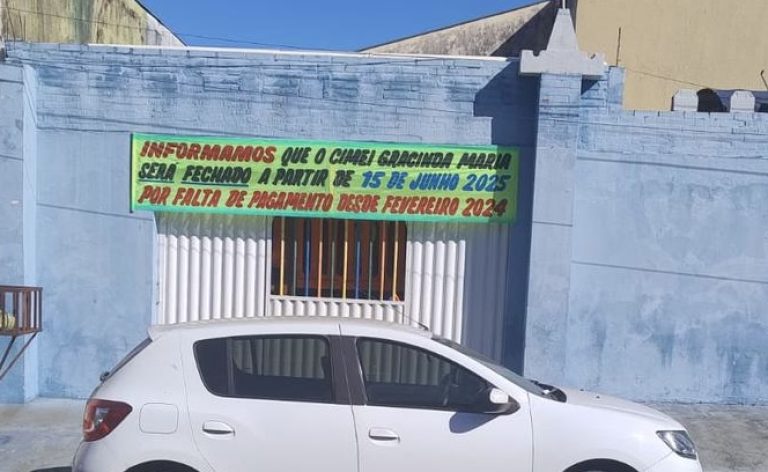 INFORMAMOS QUE O CIMEI GRACINDA MARIA
SERÁ FECHADO A PARTIR DE 15 DE JUNHO 2025
POR FALTA DE PAGAMENTO DESDE FEVEREIRO 2024